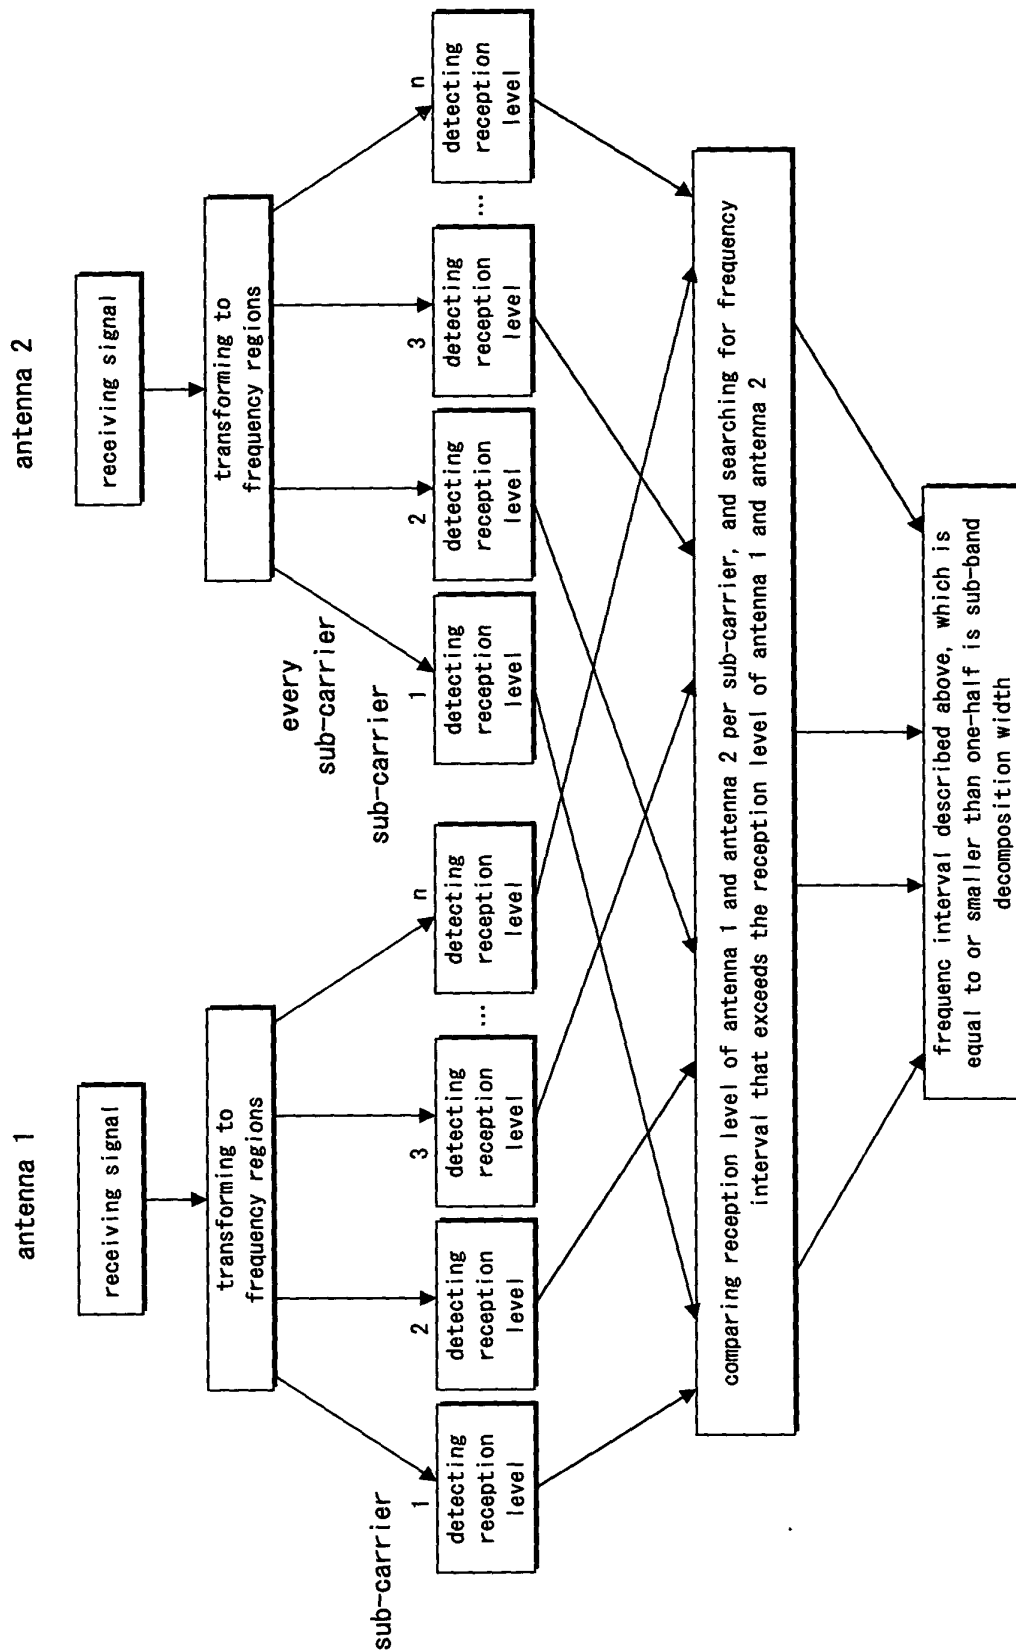 antenna 1
antenna 2
receiving signal
receiving signal
transforming to
frequency regions
transforming to
frequency regions
every
sub-carrier
sub-carrier
sub-carrier
1
2
3
n
1
2
3
n
detecting
reception
level
detecting
reception
level
detecting
reception
level
...
detecting
reception
level
detecting
reception
level
detecting
reception
level
detecting
reception
level
...
detecting
reception
level
comparing reception level of antenna 1 and antenna 2 per sub-carrier, and searching for frequency
interval that exceeds the reception level of antenna 1 and antenna 2
frequenc interval described above, which is
equal to or smaller than one-half is sub-band
decomposition width